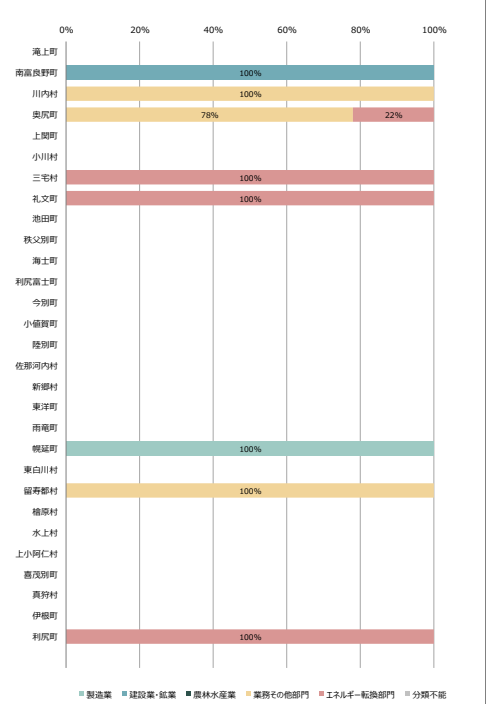 0% 20% 40% 60% 80% 100%
滝上町
南富良野町 100%
川内村 100%
奥尻町 78% 22%
上関町
小川村
三宅村 100%
礼文町 100%
池田町
秩父別町
海士町
利尻富士町
今別町
小値賀町
陸別町
佐那河内村
新郷村
東洋町
雨竜町
幌延町 100%
東白川村
留寿都村 100%
檜原村
水上村
上小阿仁村
喜茂別町
真狩村
伊根町
利尻町 100%
製造業 建設業・鉱業 農林水産業 業務その他部門 エネルギー転換部門 分類不能